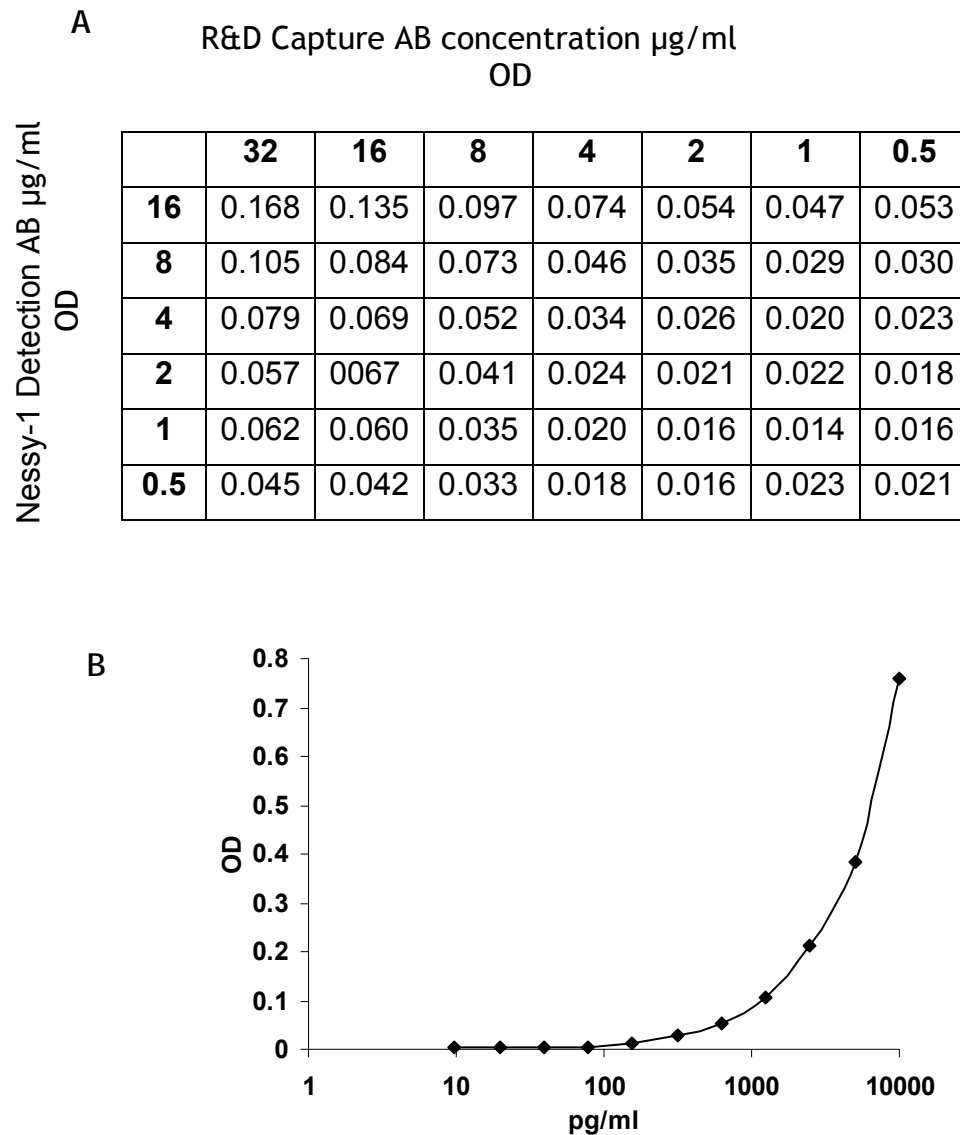 A
R&D Capture AB concentration µg/ml
OD
Nessy-1 Detection AB µg/ml
OD
32 16 8 4 2 1 0.5
16 0.168 0.135 0.097 0.074 0.054 0.047 0.053
8 0.105 0.084 0.073 0.046 0.035 0.029 0.030
4 0.079 0.069 0.052 0.034 0.026 0.020 0.023
2 0.057 0067 0.041 0.024 0.021 0.022 0.018
1 0.062 0.060 0.035 0.020 0.016 0.014 0.016
0.5 0.045 0.042 0.033 0.018 0.016 0.023 0.021
B
OD
0.8
0.7
0.6
0.5
0.4
0.3
0.2
0.1
0
1 10 100 1000 10000
pg/ml